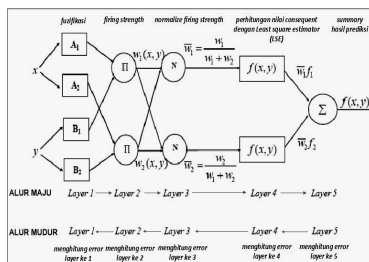 fuzifikasi firing strength normalize firing strength perhitungan nilai consequent dengan Least square estimator (LSE) summary hasil prediksi
A₁ Π w₁(x, y) w̅₁ = w₁ / (w₁ + w₂) N f(x, y) w̅₁f₁
x
A₂
Σ f(x, y)
B₁
y
B₂ Π w₂(x, y) N w̅₂ = w₂ / (w₁ + w₂) f(x, y) w̅₂f₂
ALUR MAJU Layer 1 Layer 2 Layer 3 Layer 4 Layer 5
ALUR MUDUR Layer 1 Layer 2 Layer 3 Layer 4 Layer 5
menghitung error layer ke 1 menghitung error layer ke 2 menghitung error layer ke 3 menghitung error layer ke 4 menghitung error layer ke 5